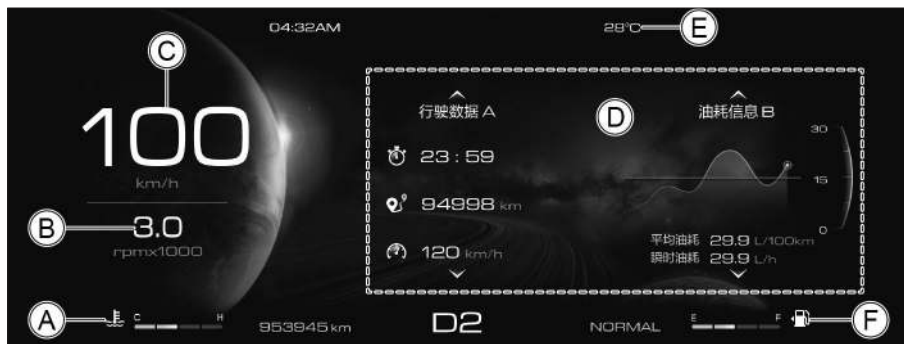 04:32AM
28°C
E
C
100
km/h
B
3.0
rpmx1000
D
行驶数据 A
23 : 59
94998 km
120 km/h
油耗信息 B
30
15
0
平均油耗 29.9 L/100km
瞬时油耗 29.9 L/h
A
C H
953945 km
D2
NORMAL
E F
F